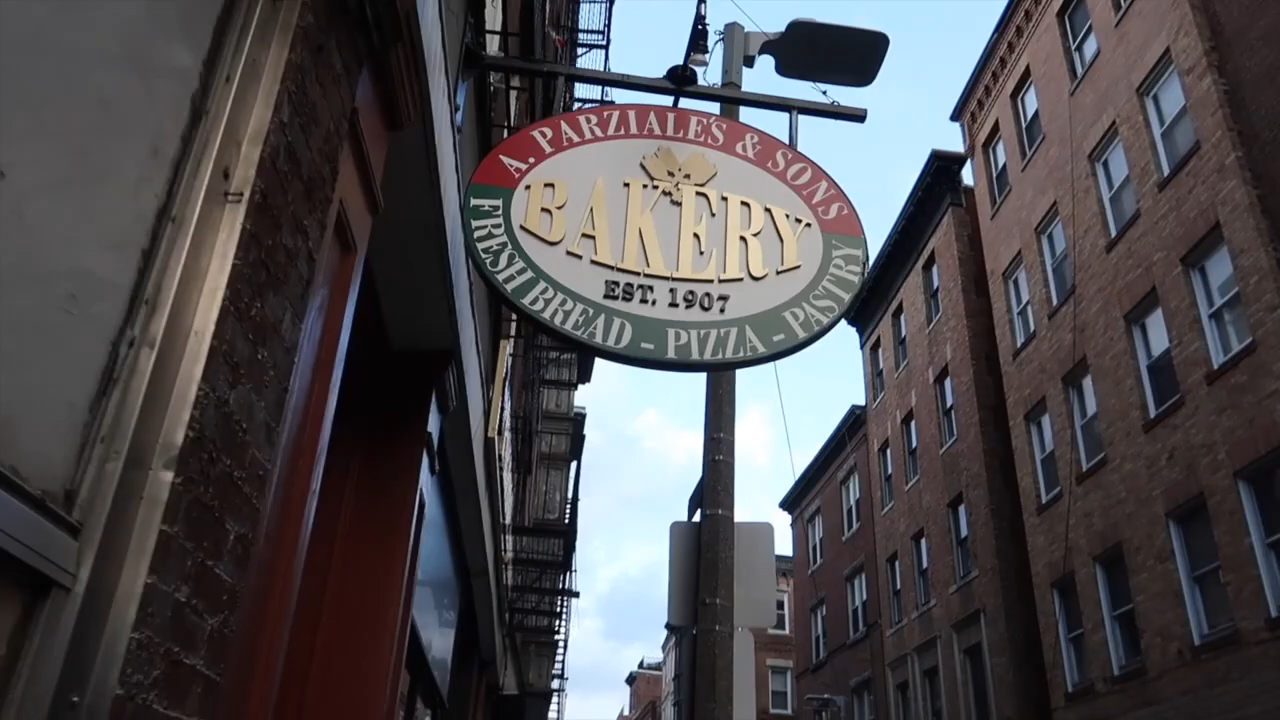 A. PARZIALE'S & SONS
BAKERY
EST. 1907
FRESH BREAD - PIZZA - PASTRY